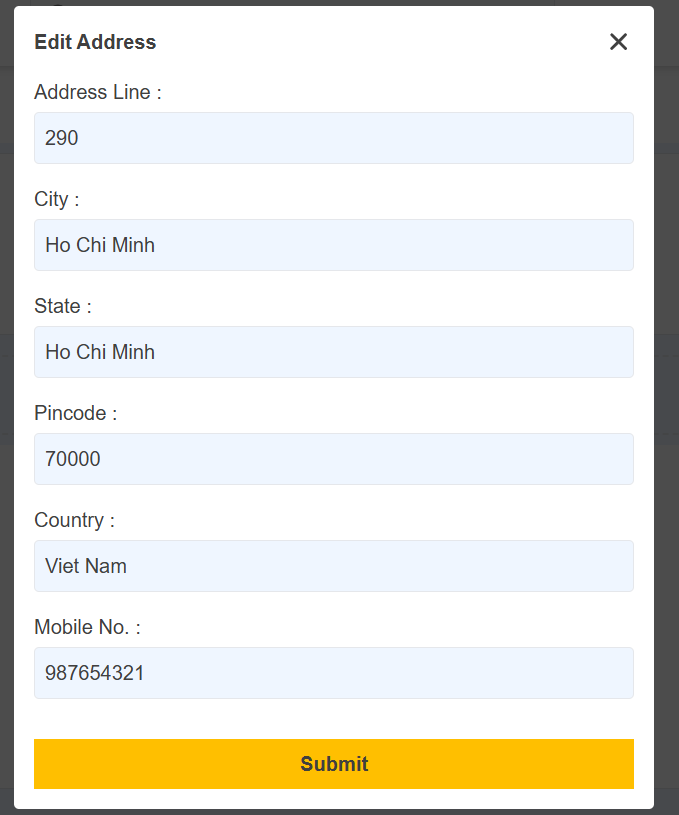 Edit Address
Address Line :
290
City :
Ho Chi Minh
State :
Ho Chi Minh
Pincode :
70000
Country :
Viet Nam
Mobile No. :
987654321
Submit